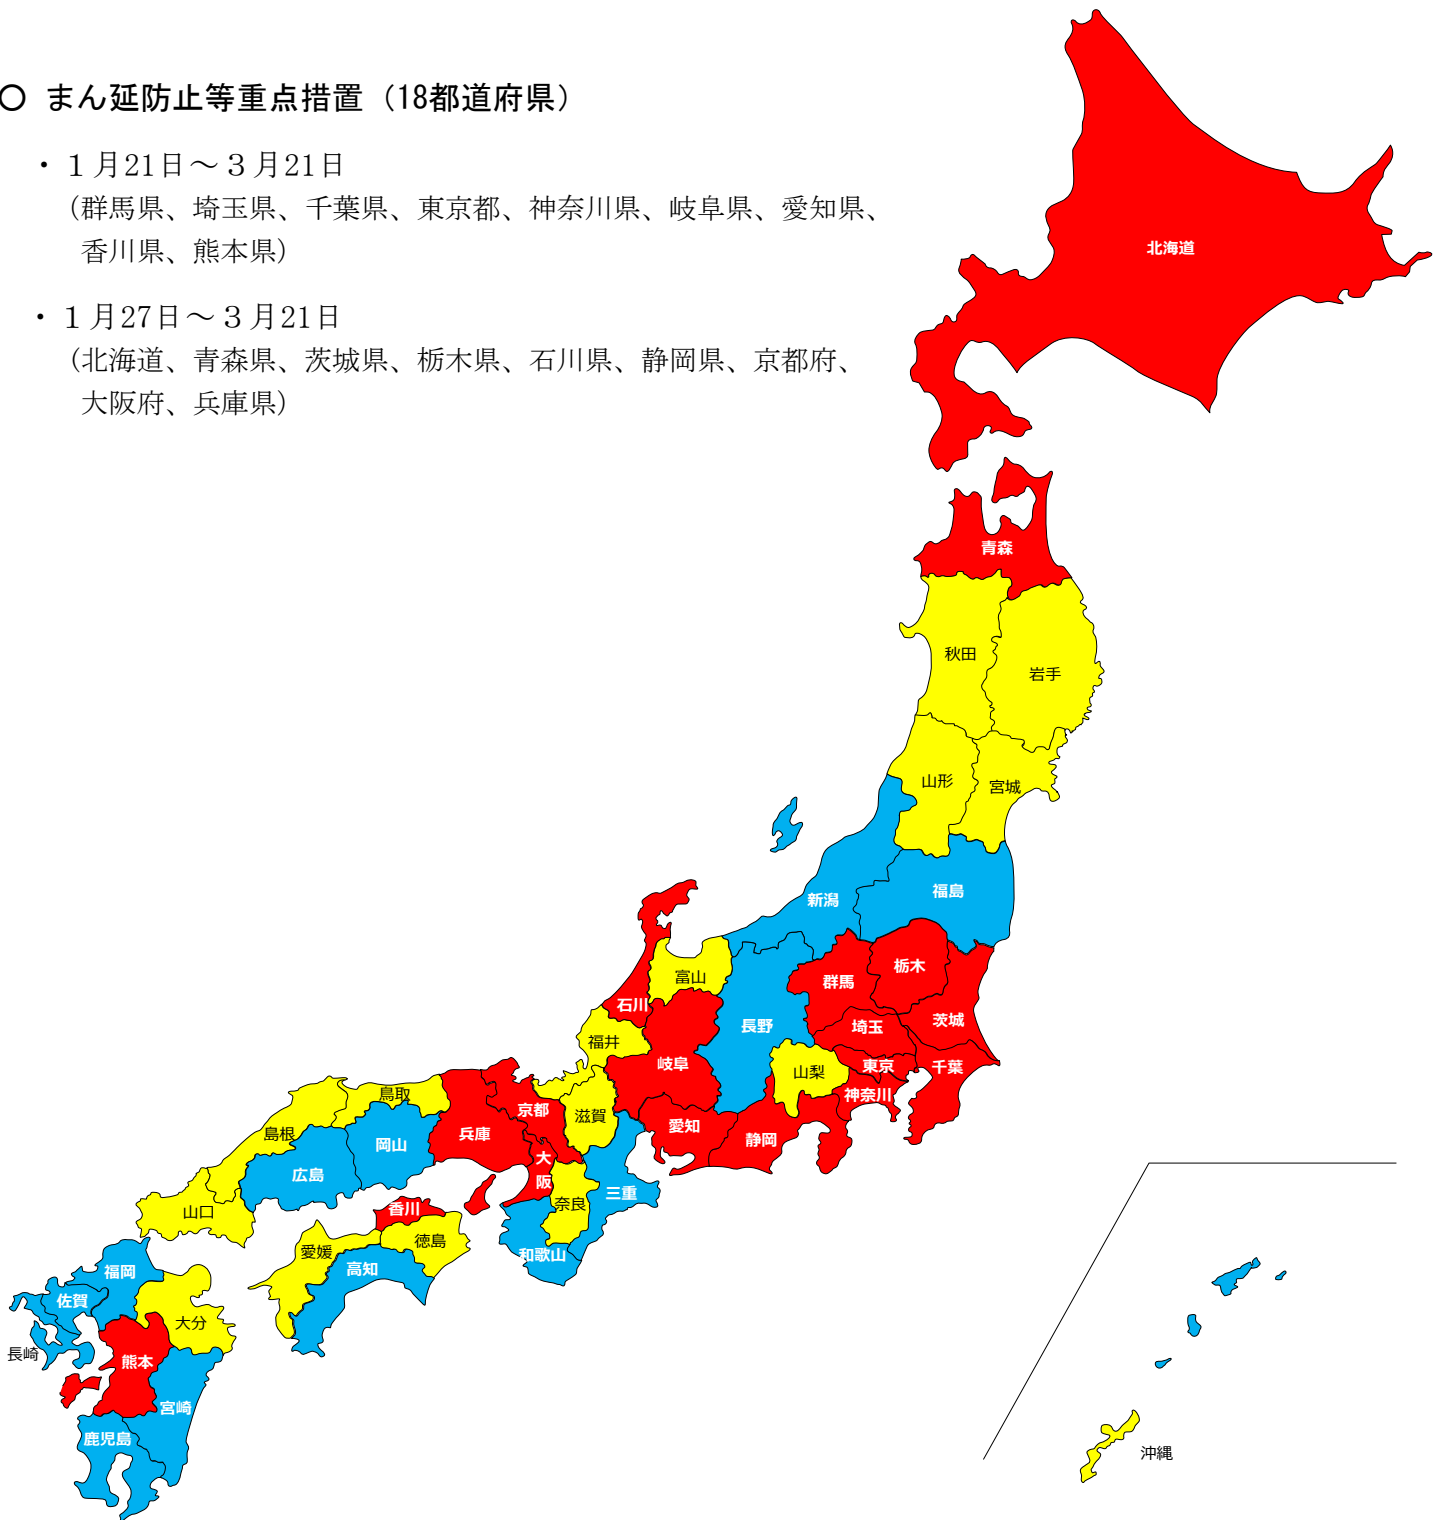 ○ まん延防止等重点措置（18都道府県）
・１月21日～３月21日
（群馬県、埼玉県、千葉県、東京都、神奈川県、岐阜県、愛知県、
香川県、熊本県）
・１月27日～３月21日
（北海道、青森県、茨城県、栃木県、石川県、静岡県、京都府、
大阪府、兵庫県）
北海道
青森
秋田
岩手
山形
宮城
新潟
福島
群馬
栃木
富山
石川
長野
埼玉
茨城
福井
岐阜
山梨
東京
千葉
神奈川
鳥取
京都
滋賀
愛知
静岡
島根
岡山
兵庫
広島
大阪
三重
山口
香川
奈良
愛媛
徳島
和歌山
高知
福岡
佐賀
大分
長崎
熊本
宮崎
鹿児島
沖縄